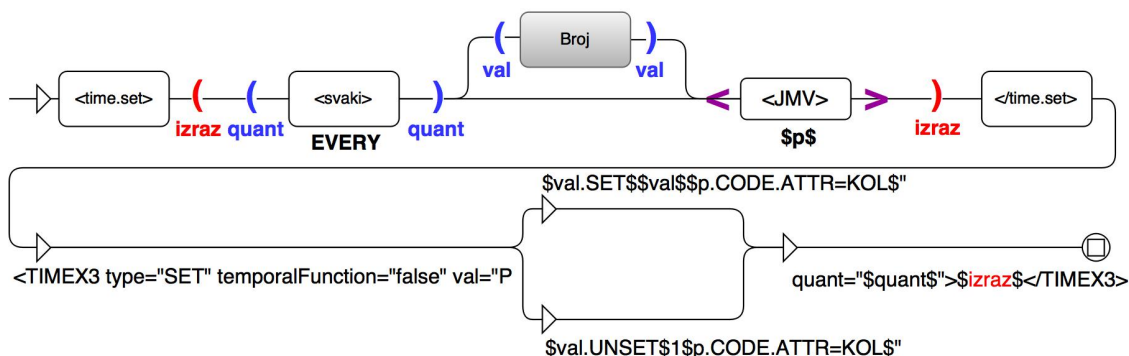 ( Broj )
val val
<time.set> ( ( <svaki> ) < <JMV> > ) </time.set>
izraz quant EVERY quant $p$ izraz
$val.SET$$val$$p.CODE.ATTR=KOL$"
<TIMEX3 type="SET" temporalFunction="false" val="P
quant="$quant$">$izraz$</TIMEX3>
$val.UNSET$1$p.CODE.ATTR=KOL$"